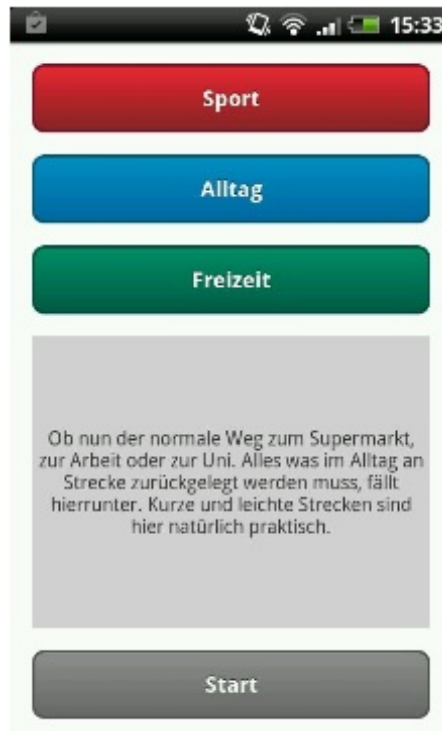 15:33
Sport
Alltag
Freizeit
Ob nun der normale Weg zum Supermarkt,
zur Arbeit oder zur Uni. Alles was im Alltag an
Strecke zurückgelegt werden muss, fällt
hierrunter. Kurze und leichte Strecken sind
hier natürlich praktisch.
Start